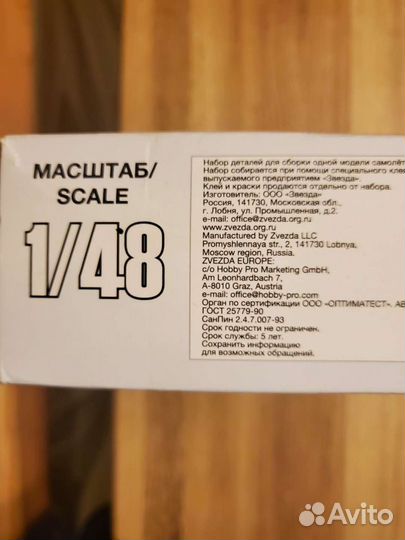 МАСШТАБ/
SCALE
1/48
Набор деталей для сборки одной модели самолёт
Набор собирается при помощи специального клея
выпускаемого предприятием «Звезда».
Клей и краски продаются отдельно от набора.
Изготовитель: ООО «Звезда»
Россия, 141730, Московская обл.,
г. Лобня, ул. Промышленная, д.2.
e-mail: office@zvezda.org.ru
www.zvezda.org.ru
Manufactured by Zvezda LLC
Promyshlennaya str., 2, 141730 Lobnya,
Moscow region, Russia.
ZVEZDA EUROPE:
c/o Hobby Pro Marketing GmbH,
Am Leonhardbach 7,
A-8010 Graz, Austria
e-mail: office@hobby-pro.com
Орган по сертификации ООО «ОПТИМАТЕСТ», АВ
ГОСТ 25779-90
СанПин 2.4.7.007-93
Срок годности не ограничен.
Срок службы: 5 лет.
Сохранить информацию
для возможных обращений.
Avito